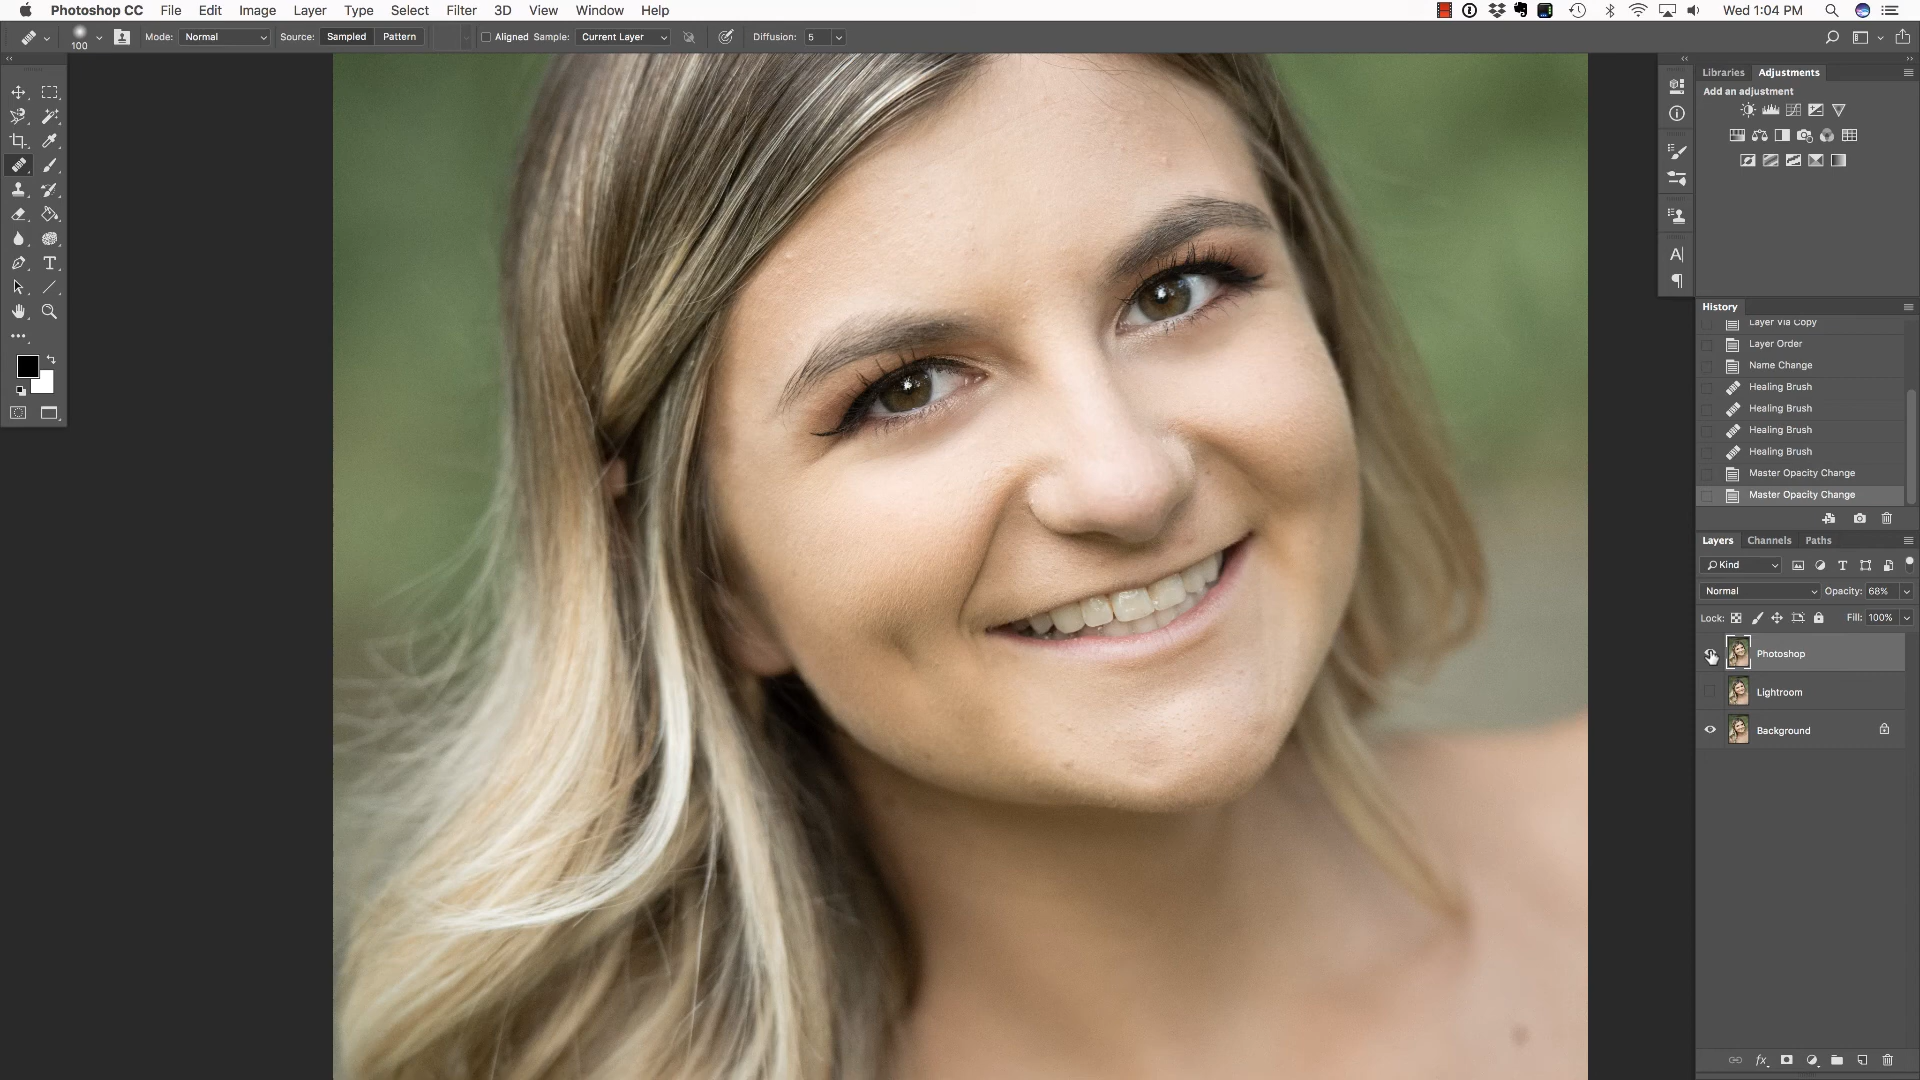 Photoshop CC File Edit Image Layer Type Select Filter 3D View Window Help Wed 1:04 PM
100 Mode: Normal Source: Sampled Pattern Aligned Sample: Current Layer Diffusion: 5
Libraries Adjustments
Add an adjustment
History
Layer Via Copy
Layer Order
Name Change
Healing Brush
Healing Brush
Healing Brush
Healing Brush
Master Opacity Change
Master Opacity Change
Layers Channels Paths
Kind
Normal Opacity: 68%
Lock: Fill: 100%
Photoshop
Lightroom
Background
fx